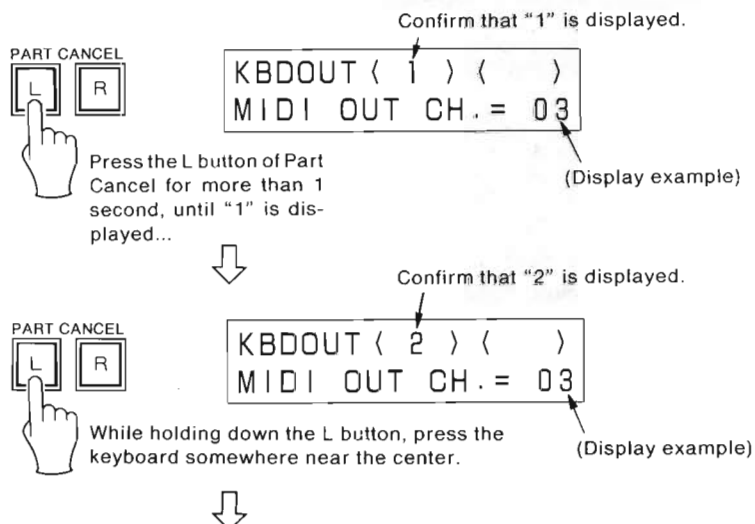 Confirm that “1” is displayed.
PART CANCEL
L R
KBDOUT ⟨ 1 ⟩ ⟨ ⟩
MIDI OUT CH. = 03
Press the L button of Part
Cancel for more than 1
second, until “1” is dis-
played...
(Display example)
Confirm that “2” is displayed.
PART CANCEL
L R
KBDOUT ⟨ 2 ⟩ ⟨ ⟩
MIDI OUT CH. = 03
While holding down the L button, press the
keyboard somewhere near the center.
(Display example)